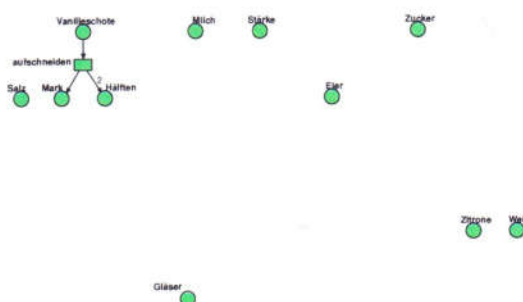 Vanilleschote
Milch
Stärke
Zucker
aufschneiden
2
Salz
Mark
Hälften
Eier
Zitrone
Gläser